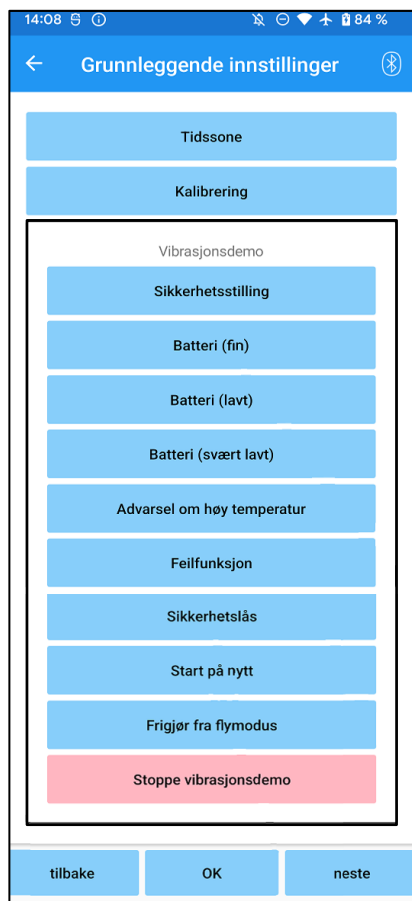 14:08 84 %
Grunnleggende innstillinger
Tidssone
Kalibrering
Vibrasjonsdemo
Sikkerhetsstilling
Batteri (fin)
Batteri (lavt)
Batteri (svært lavt)
Advarsel om høy temperatur
Feilfunksjon
Sikkerhetslås
Start på nytt
Frigjør fra flymodus
Stoppe vibrasjonsdemo
tilbake OK neste